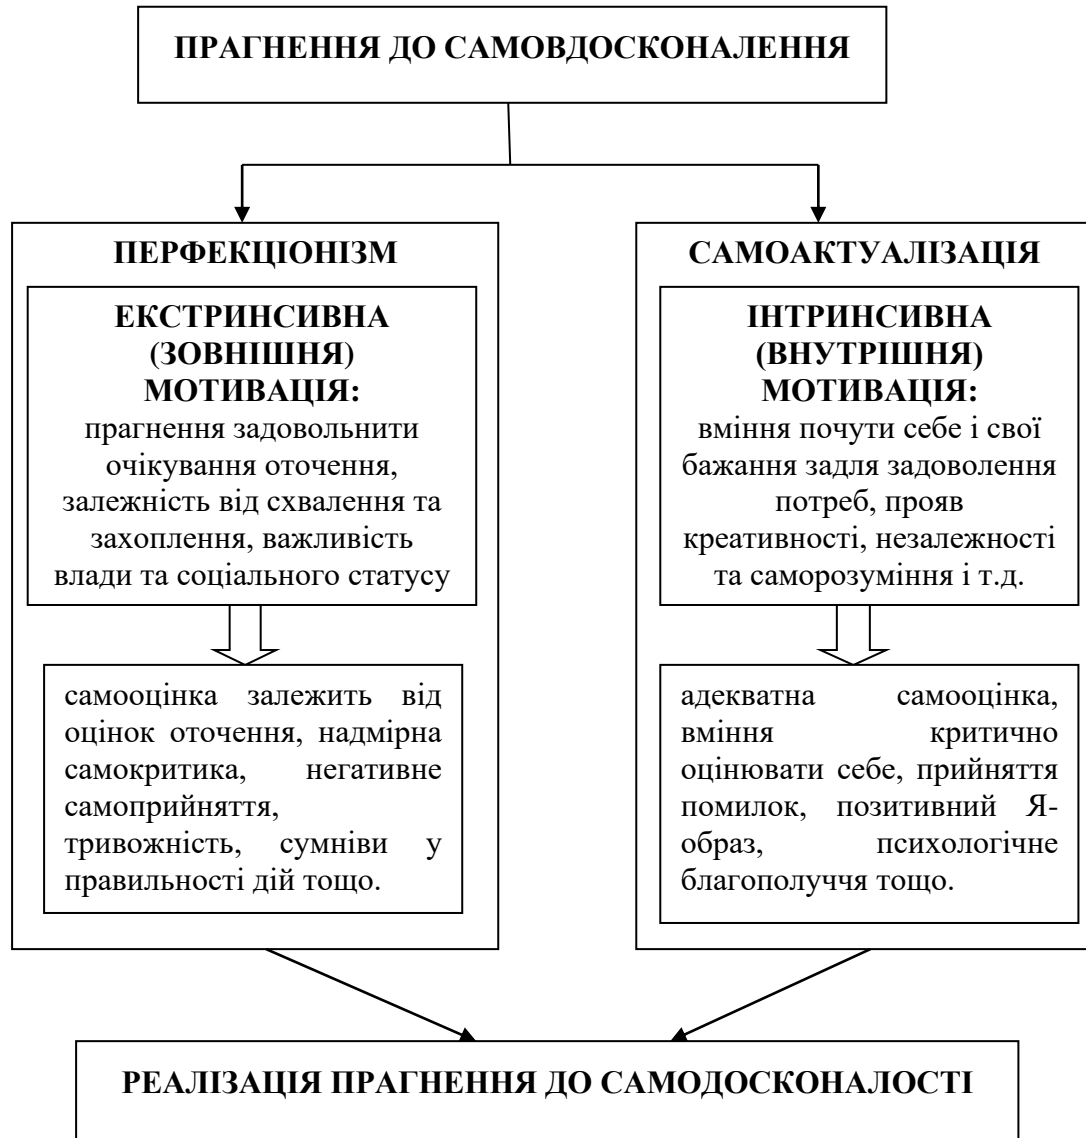 ПРАГНЕННЯ ДО САМОВДОСКОНАЛЕННЯ
ПЕРФЕКЦІОНІЗМ
ЕКСТРИНСИВНА
(ЗОВНІШНЯ)
МОТИВАЦІЯ:
прагнення задовольнити
очікування оточення,
залежність від схвалення та
захоплення, важливість
влади та соціального статусу
самооцінка залежить від
оцінок оточення, надмірна
самокритика, негативне
самоприйняття,
тривожність, сумніви у
правильності дій тощо.
САМОАКТУАЛІЗАЦІЯ
ІНТРИНСИВНА
(ВНУТРІШНЯ)
МОТИВАЦІЯ:
вміння почути себе і свої
бажання задля задоволення
потреб, прояв
креативності, незалежності
та саморозуміння і т.д.
адекватна самооцінка,
вміння критично
оцінювати себе, прийняття
помилок, позитивний Я-
образ, психологічне
благополуччя тощо.
РЕАЛІЗАЦІЯ ПРАГНЕННЯ ДО САМОДОСКОНАЛОСТІ